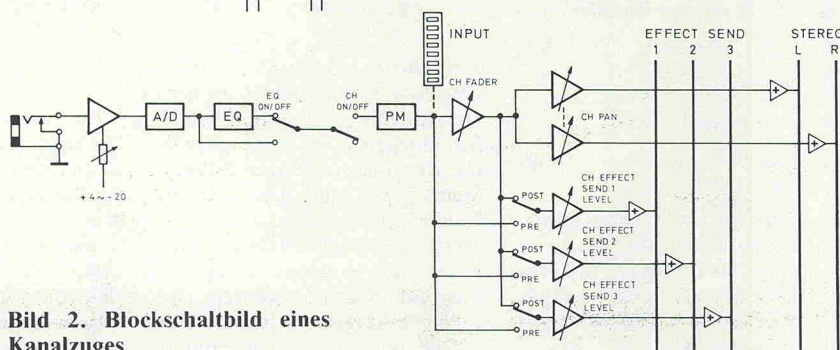 INPUT
EFFECT SEND
STEREO
1 2 3 L R
CH FADER
EQ
ON/OFF
CH
ON/OFF
A/D
EQ
PM
CH PAN
+4~-20
CH EFFECT
SEND 1
LEVEL
POST
PRE
CH EFFECT
SEND 2
LEVEL
POST
PRE
CH EFFECT
SEND 3
LEVEL
POST
PRE
Bild 2. Blockschaltbild eines
Kanalzuges